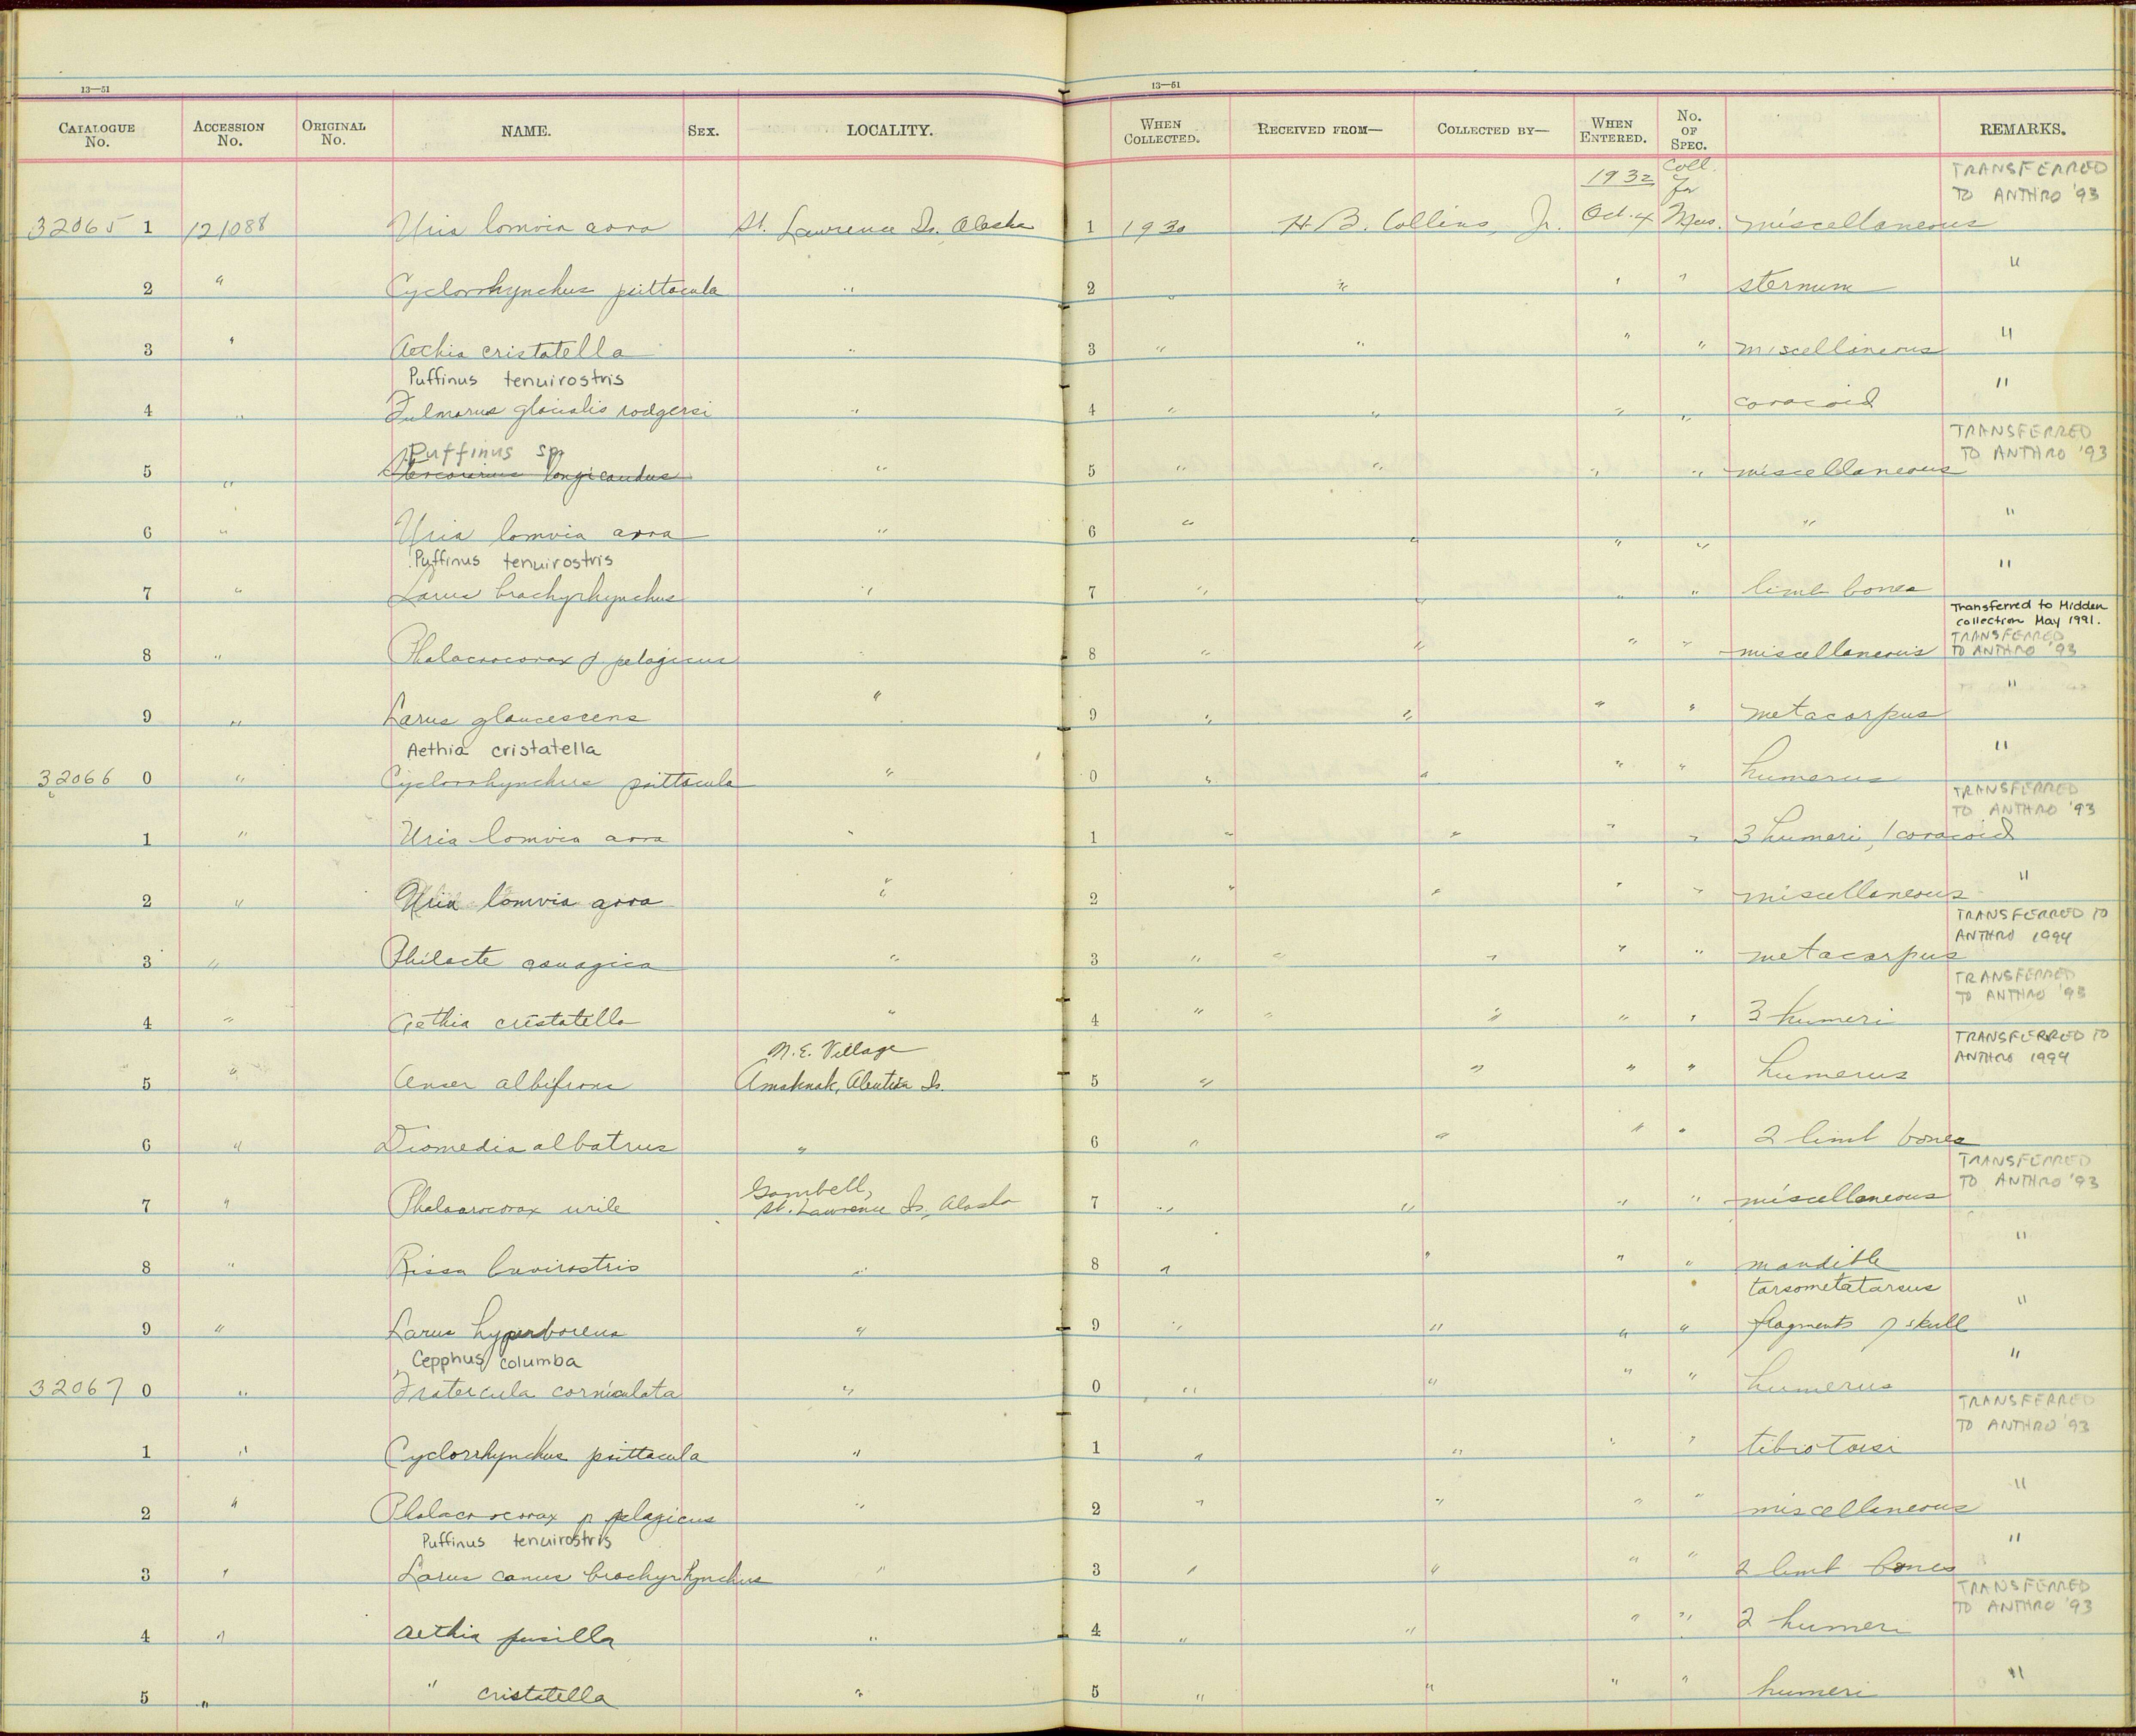 13—51 13—51
CATALOGUE No. ACCESSION No. ORIGINAL No. NAME. SEX. LOCALITY. WHEN COLLECTED. RECEIVED FROM— COLLECTED BY— WHEN ENTERED. No. OF SPEC. REMARKS.
1932 Coll. for TRANSFERRED TO ANTHRO '93
32065 1 121088 Uria lomvia arra St. Lawrence Is. Alaska 1 1930 H. B. Collins, Jr. Oct. 4 Mus. miscellaneous
2 " Cyclorrhynchus psittacula " 2 " " " " sternum "
3 " Aethia cristatella " 3 " " " " miscellaneous "
Puffinus tenuirostris
4 " Fulmarus glacialis rodgersi " 4 " " " " coracoid "
Puffinus sp. TRANSFERRED TO ANTHRO '93
5 " Stercorarius longicaudus " 5 " " " " miscellaneous
6 " Uria lomvia arra " 6 " " " " " "
Puffinus tenuirostris
7 " Larus brachyrhynchus " 7 " " " " limb bones "
Transferred to Midden collection May 1991.
8 " Phalacrocorax p pelagicus " 8 " " " " miscellaneous TRANSFERRED TO ANTHRO '93
9 " Larus glaucescens " 9 " " " " metacarpus "
Aethia cristatella
32066 0 " Cyclorrhynchus psittacula " 0 " " " " humerus "
TRANSFERRED TO ANTHRO '93
1 " Uria lomvia arra " 1 " " " " 3 humeri, 1 coracoid
2 " Uria lomvia arra " 2 " " " " miscellaneous "
TRANSFERRED TO ANTHRO 1994
3 " Philacte canagica " 3 " " " " " metacarpus
TRANSFERRED TO ANTHRO '93
4 " Aethia cristatella " 4 " " " " " 3 humeri
N.E. Village TRANSFERRED TO ANTHRO 1994
5 " Anser albifrons Amaknak, Aleutian Is. 5 " " " " humerus
6 " Diomedia albatrus " 6 " " " " 2 limb bones
Gambell, TRANSFERRED TO ANTHRO '93
7 " Phalacrocorax urile St. Lawrence Is., Alaska 7 " " " " miscellaneous
8 " Rissa brevirostris " 8 " " " " mandible "
tarsometatarsus
9 " Larus hyperboreus " 9 " " " " fragments of skull "
Cepphus columba
32067 0 " Fratercula corniculata " 0 " " " " humerus "
TRANSFERRED TO ANTHRO '93
1 " Cyclorrhynchus psittacula " 1 " " " " tibiotarsi
2 " Phalacrocorax p pelagicus " 2 " " " " miscellaneous "
Puffinus tenuirostris
3 " Larus canus brachyrhynchus " 3 " " " " 2 limb bones "
TRANSFERRED TO ANTHRO '93
4 " Aethia pusilla " 4 " " " " 2 humeri
5 " " cristatella " 5 " " " " humeri "